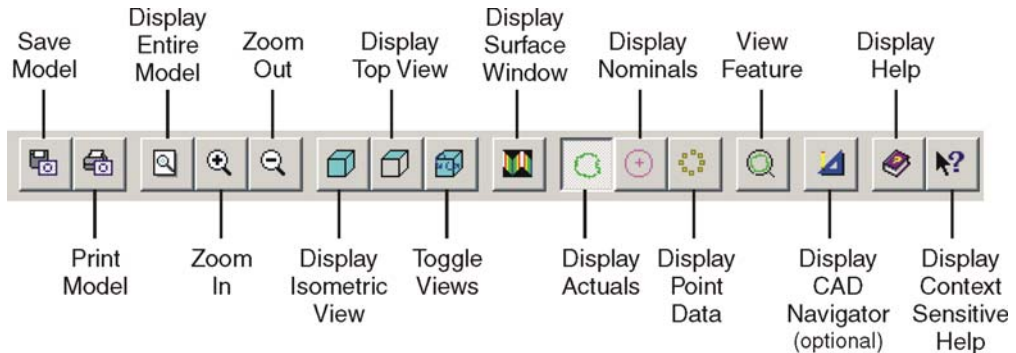 Save
Model
Display
Entire
Model
Zoom
Out
Display
Top View
Display
Surface
Window
Display
Nominals
View
Feature
Display
Help
Print
Model
Zoom
In
Display
Isometric
View
Toggle
Views
Display
Actuals
Display
Point
Data
Display
CAD
Navigator
(optional)
Display
Context
Sensitive
Help